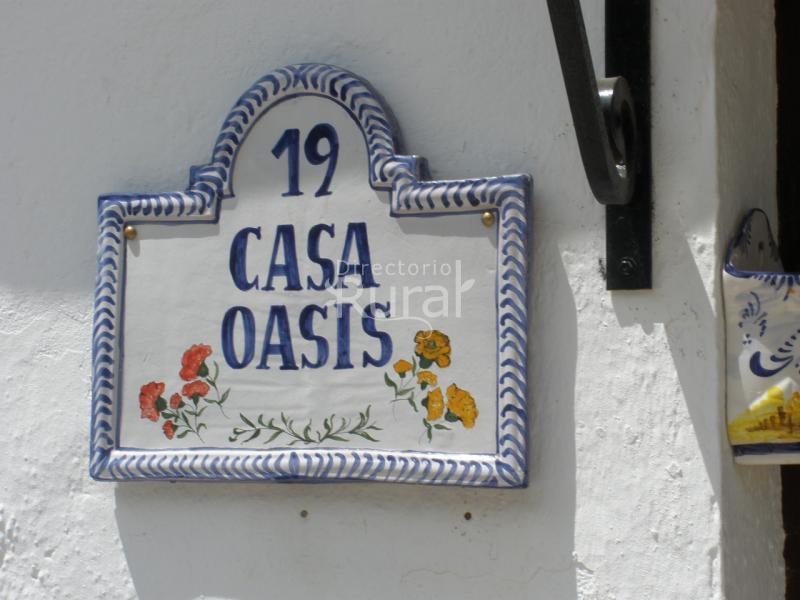 19
CASA
OASIS
Directorio
Rural